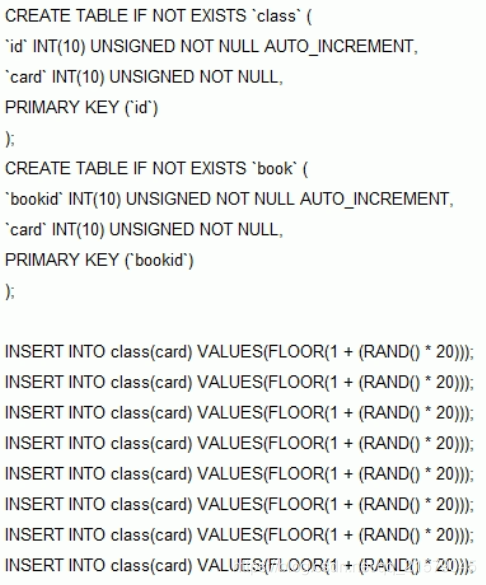 CREATE TABLE IF NOT EXISTS `class` (
`id` INT(10) UNSIGNED NOT NULL AUTO_INCREMENT,
`card` INT(10) UNSIGNED NOT NULL,
PRIMARY KEY (`id`)
);
CREATE TABLE IF NOT EXISTS `book` (
`bookid` INT(10) UNSIGNED NOT NULL AUTO_INCREMENT,
`card` INT(10) UNSIGNED NOT NULL,
PRIMARY KEY (`bookid`)
);
INSERT INTO class(card) VALUES(FLOOR(1 + (RAND() * 20)));
INSERT INTO class(card) VALUES(FLOOR(1 + (RAND() * 20)));
INSERT INTO class(card) VALUES(FLOOR(1 + (RAND() * 20)));
INSERT INTO class(card) VALUES(FLOOR(1 + (RAND() * 20)));
INSERT INTO class(card) VALUES(FLOOR(1 + (RAND() * 20)));
INSERT INTO class(card) VALUES(FLOOR(1 + (RAND() * 20)));
INSERT INTO class(card) VALUES(FLOOR(1 + (RAND() * 20)));
INSERT INTO class(card) VALUES(FLOOR(1 + (RAND() * 20)));